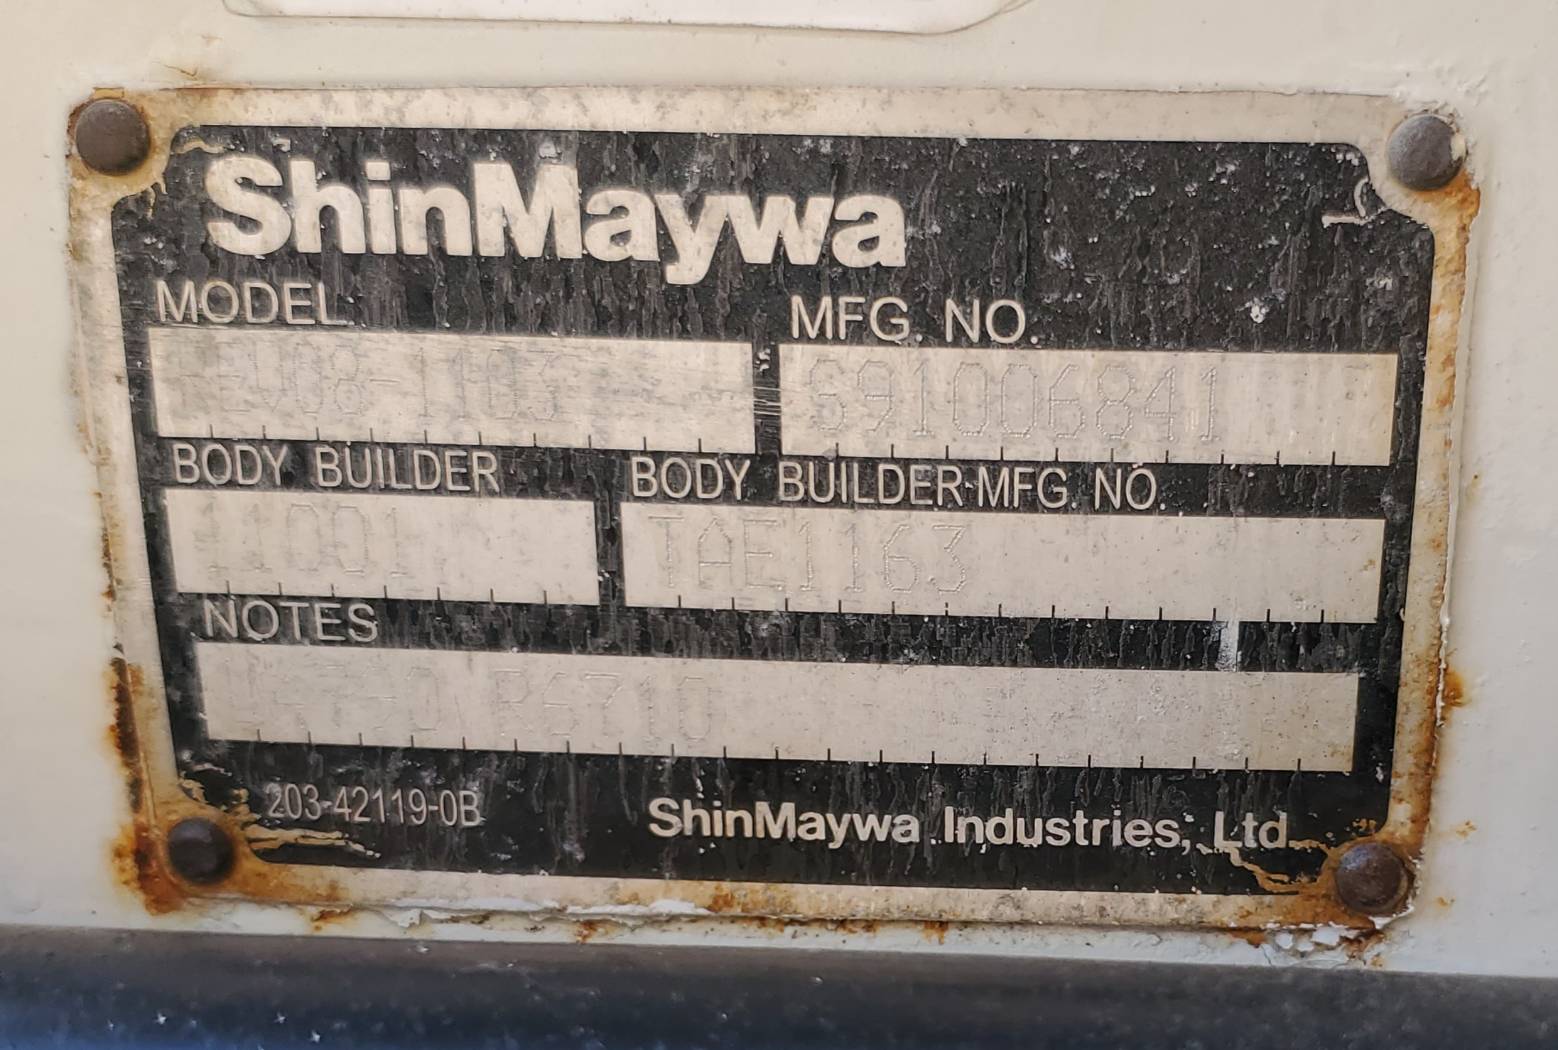 ShinMaywa
MODEL MFG. NO.
S91006841
BODY BUILDER BODY BUILDER MFG. NO.
11001 TAE1163
NOTES
203-42119-0B ShinMaywa Industries, Ltd.